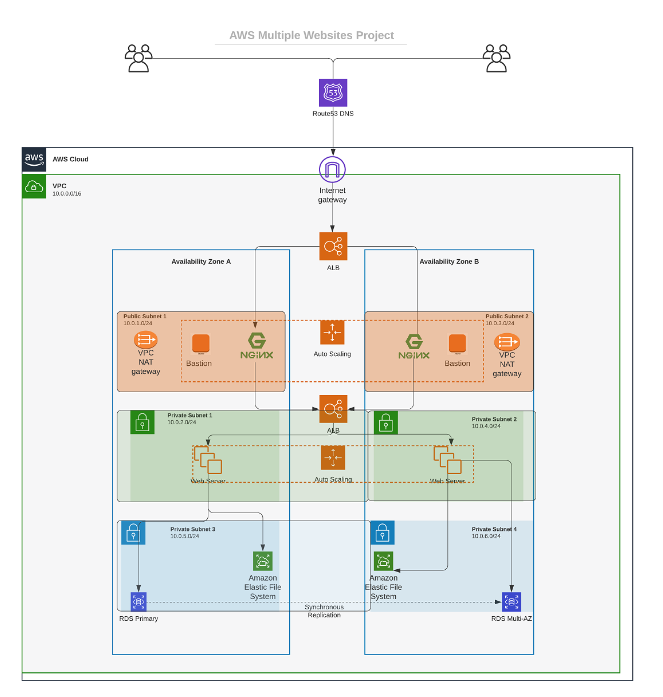 AWS Multiple Websites Project
53
Route53 DNS
aws
AWS Cloud
VPC
10.0.0.0/16
Internet
gateway
ALB
Availability Zone A
Availability Zone B
Public Subnet 1
10.0.1.0/24
Public Subnet 2
10.0.3.0/24
VPC
NAT
gateway
Bastion
NGINX
Auto Scaling
Bastion
NGINX
VPC
NAT
gateway
ALB
Private Subnet 1
10.0.2.0/24
Private Subnet 2
10.0.4.0/24
Web Server
Auto Scaling
Web Server
Private Subnet 3
10.0.5.0/24
Private Subnet 4
10.0.6.0/24
Amazon
Elastic File
System
Amazon
Elastic File
System
RDS Primary
Synchronous
Replication
RDS Multi-AZ